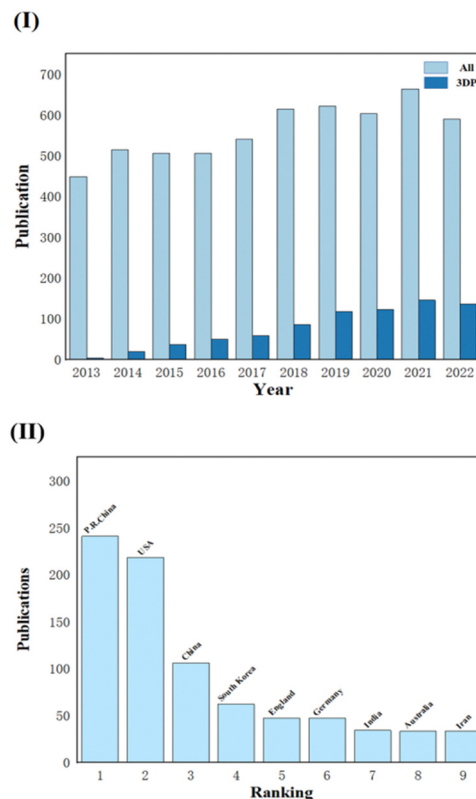 (I)
All
3DP
700
600
500
400
300
200
100
0
Publication
2013 2014 2015 2016 2017 2018 2019 2020 2021 2022
Year
(II)
300
250
200
150
100
50
0
Publications
P.R.China
USA
China
South Korea
England
Germany
India
Australia
Iran
1 2 3 4 5 6 7 8 9
Ranking